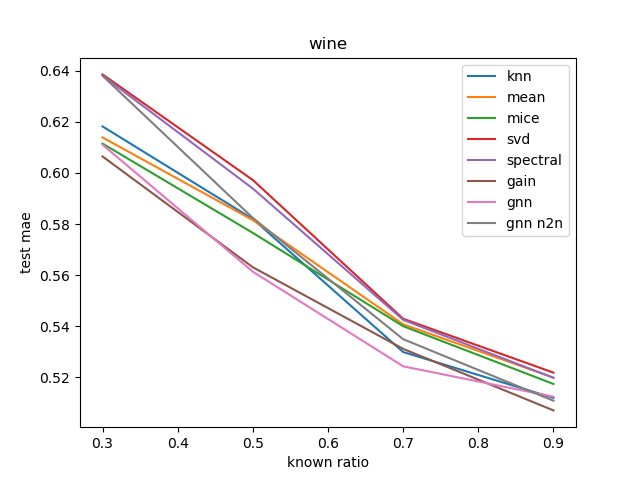 wine
0.64
0.62
0.60
0.58
0.56
0.54
0.52
test mae
knn
mean
mice
svd
spectral
gain
gnn
gnn n2n
0.3 0.4 0.5 0.6 0.7 0.8 0.9
known ratio